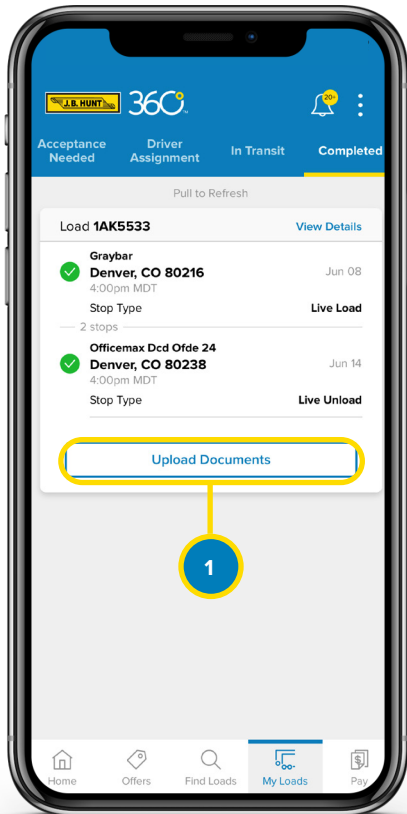 J.B. HUNT 360°
20+
Acceptance Needed
Driver Assignment
In Transit
Completed
Pull to Refresh
Load 1AK5533
View Details
Graybar
Denver, CO 80216
Jun 08
4:00pm MDT
Stop Type
Live Load
2 stops
Officemax Dcd Ofde 24
Denver, CO 80238
Jun 14
4:00pm MDT
Stop Type
Live Unload
Upload Documents
1
Home
Offers
Find Loads
My Loads
Pay